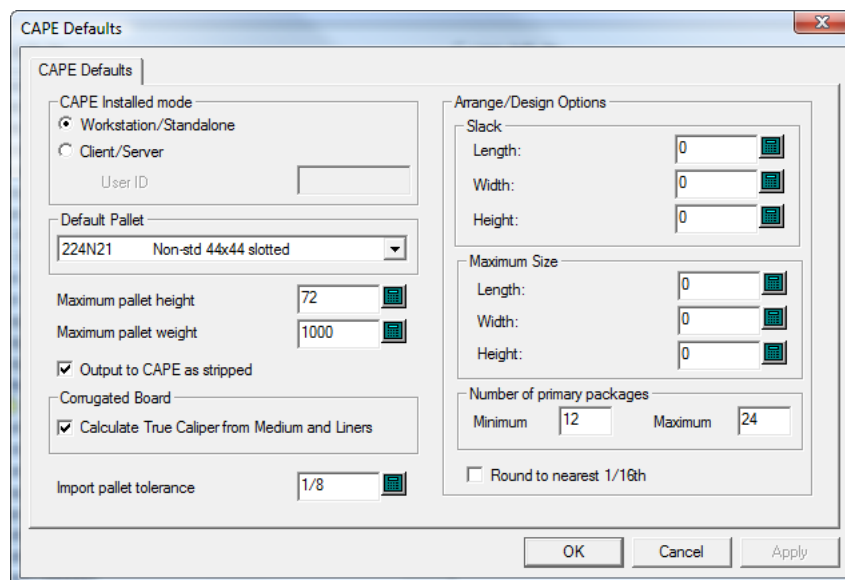 CAPE Defaults
CAPE Defaults
CAPE Installed mode
Workstation/Standalone
Client/Server
User ID
Default Pallet
224N21 Non-std 44x44 slotted
Maximum pallet height 72
Maximum pallet weight 1000
Output to CAPE as stripped
Corrugated Board
Calculate True Caliper from Medium and Liners
Import pallet tolerance 1/8
Arrange/Design Options
Slack
Length: 0
Width: 0
Height: 0
Maximum Size
Length: 0
Width: 0
Height: 0
Number of primary packages
Minimum 12 Maximum 24
Round to nearest 1/16th
OK Cancel Apply